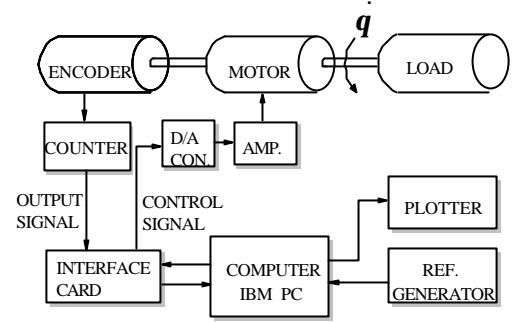 q̇
ENCODER
MOTOR
LOAD
COUNTER
D/A
CON.
AMP.
OUTPUT
SIGNAL
CONTROL
SIGNAL
INTERFACE
CARD
COMPUTER
IBM PC
PLOTTER
REF.
GENERATOR